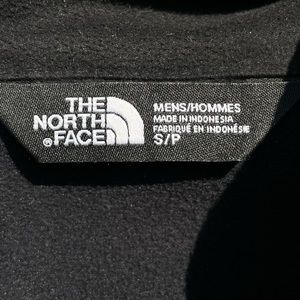 THE
NORTH
FACE
MENS/HOMMES
MADE IN INDONESIA
FABRIQUÉ EN INDONÉSIE
S/P